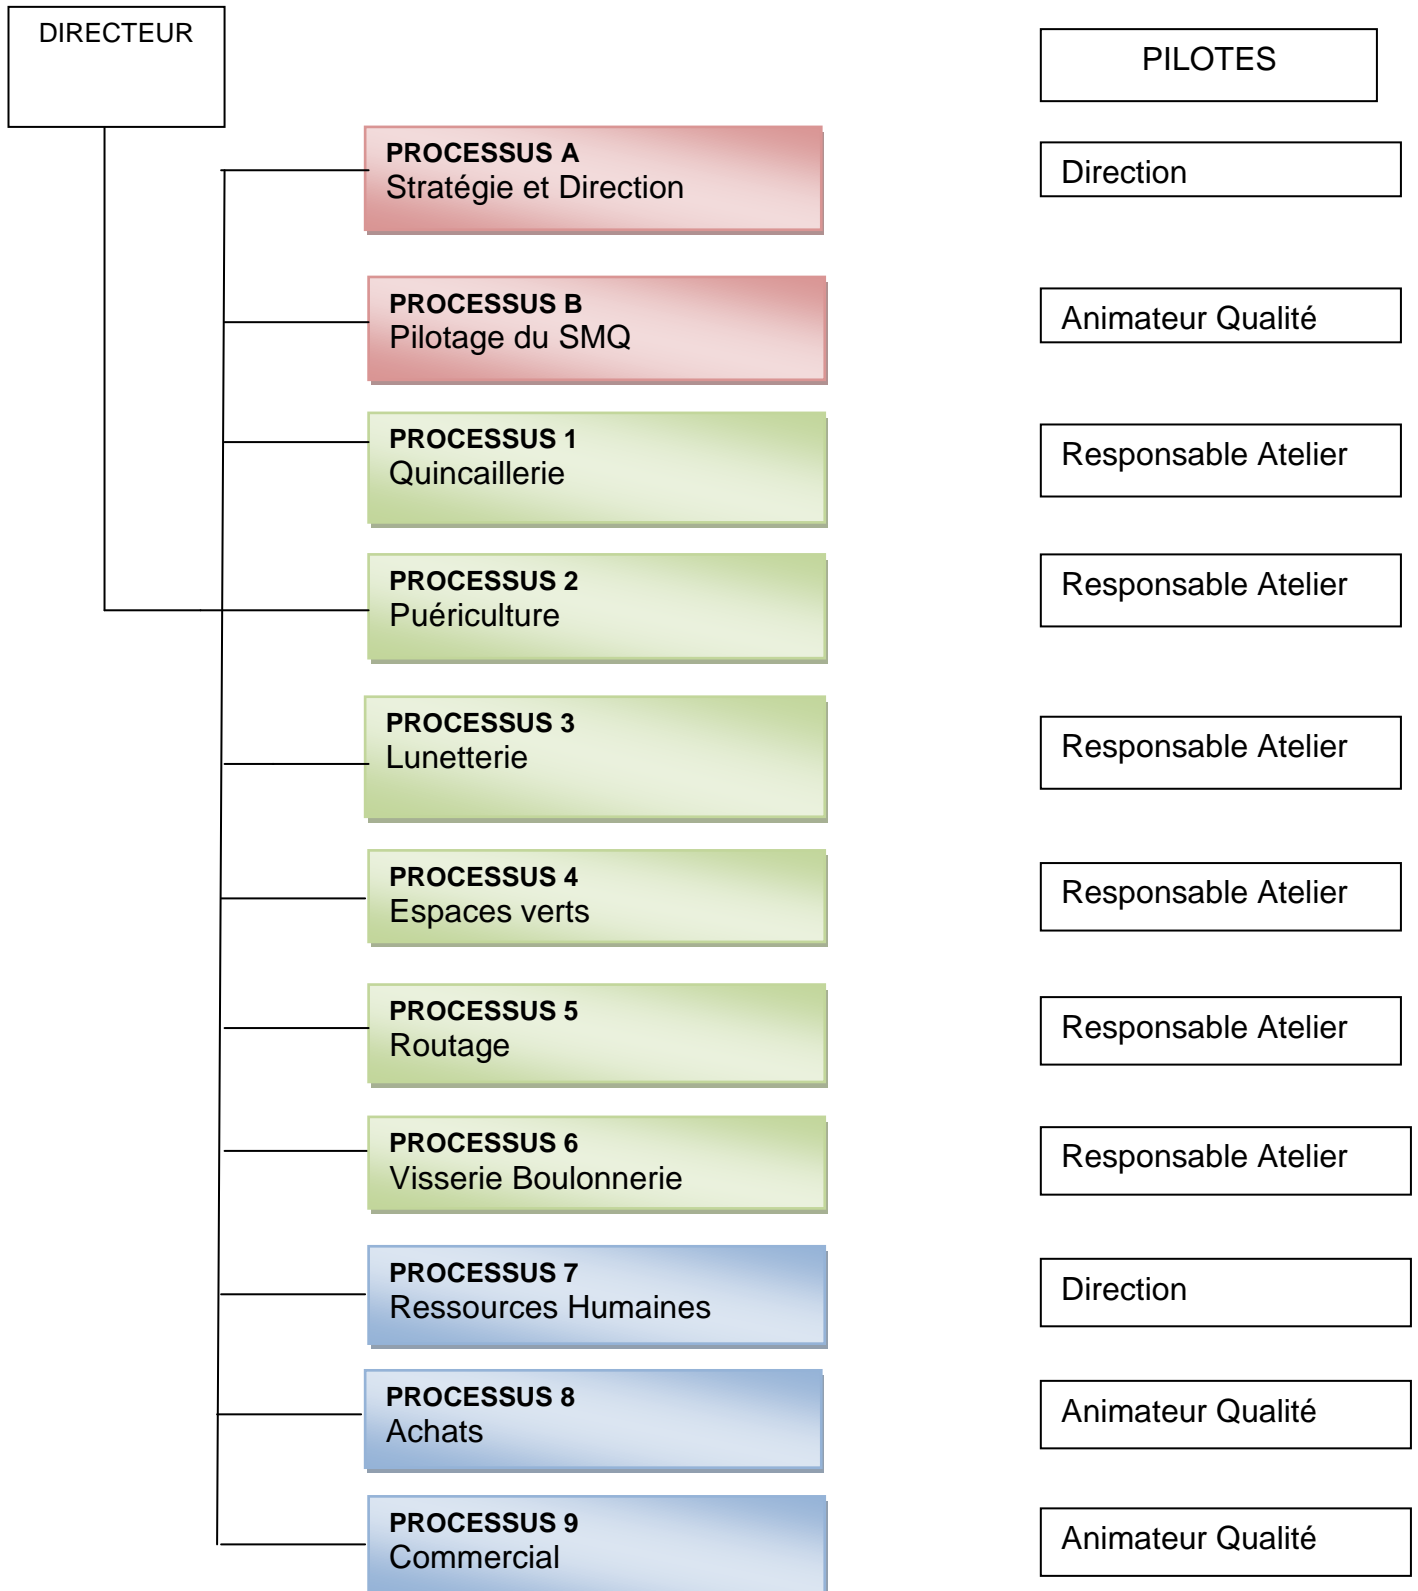 DIRECTEUR
PILOTES
PROCESSUS A
Stratégie et Direction
Direction
PROCESSUS B
Pilotage du SMQ
Animateur Qualité
PROCESSUS 1
Quincaillerie
Responsable Atelier
PROCESSUS 2
Puériculture
Responsable Atelier
PROCESSUS 3
Lunetterie
Responsable Atelier
PROCESSUS 4
Espaces verts
Responsable Atelier
PROCESSUS 5
Routage
Responsable Atelier
PROCESSUS 6
Visserie Boulonnerie
Responsable Atelier
PROCESSUS 7
Ressources Humaines
Direction
PROCESSUS 8
Achats
Animateur Qualité
PROCESSUS 9
Commercial
Animateur Qualité